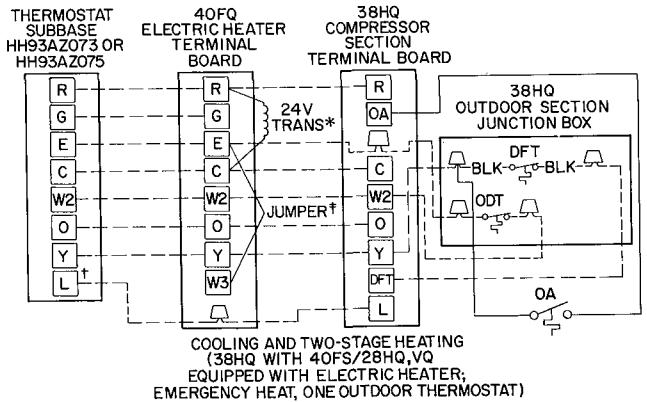 THERMOSTAT
SUBBASE
HH93AZ073 OR
HH93AZ075
R
G
E
C
W2
O
Y
L†
40FQ
ELECTRIC HEATER
TERMINAL
BOARD
R
G
E
C
W2
O
Y
W3
24V
TRANS*
JUMPER‡
38HQ
COMPRESSOR
SECTION
TERMINAL BOARD
R
OA
C
W2
O
Y
DFT
L
38HQ
OUTDOOR SECTION
JUNCTION BOX
DFT
BLK BLK
ODT
OA
COOLING AND TWO-STAGE HEATING
(38HQ WITH 40FS/28HQ,VQ
EQUIPPED WITH ELECTRIC HEATER;
EMERGENCY HEAT, ONE OUTDOOR THERMOSTAT)